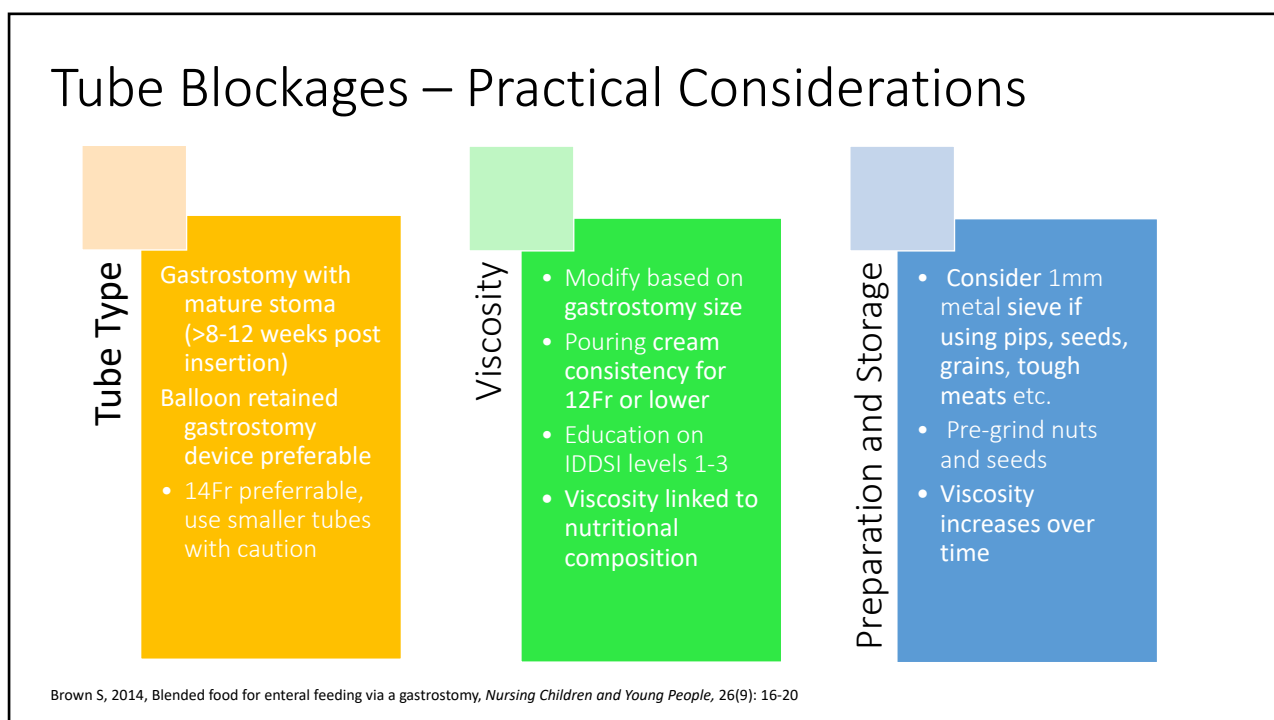 Tube Blockages – Practical Considerations
Tube Type
Gastrostomy with
mature stoma
(>8-12 weeks post
insertion)
Balloon retained
gastrostomy
device preferable
• 14Fr preferrable,
use smaller tubes
with caution
Viscosity
• Modify based on
gastrostomy size
• Pouring cream
consistency for
12Fr or lower
• Education on
IDDSI levels 1-3
• Viscosity linked to
nutritional
composition
Preparation and Storage
• Consider 1mm
metal sieve if
using pips, seeds,
grains, tough
meats etc.
• Pre-grind nuts
and seeds
• Viscosity
increases over
time
Brown S, 2014, Blended food for enteral feeding via a gastrostomy, Nursing Children and Young People, 26(9): 16-20